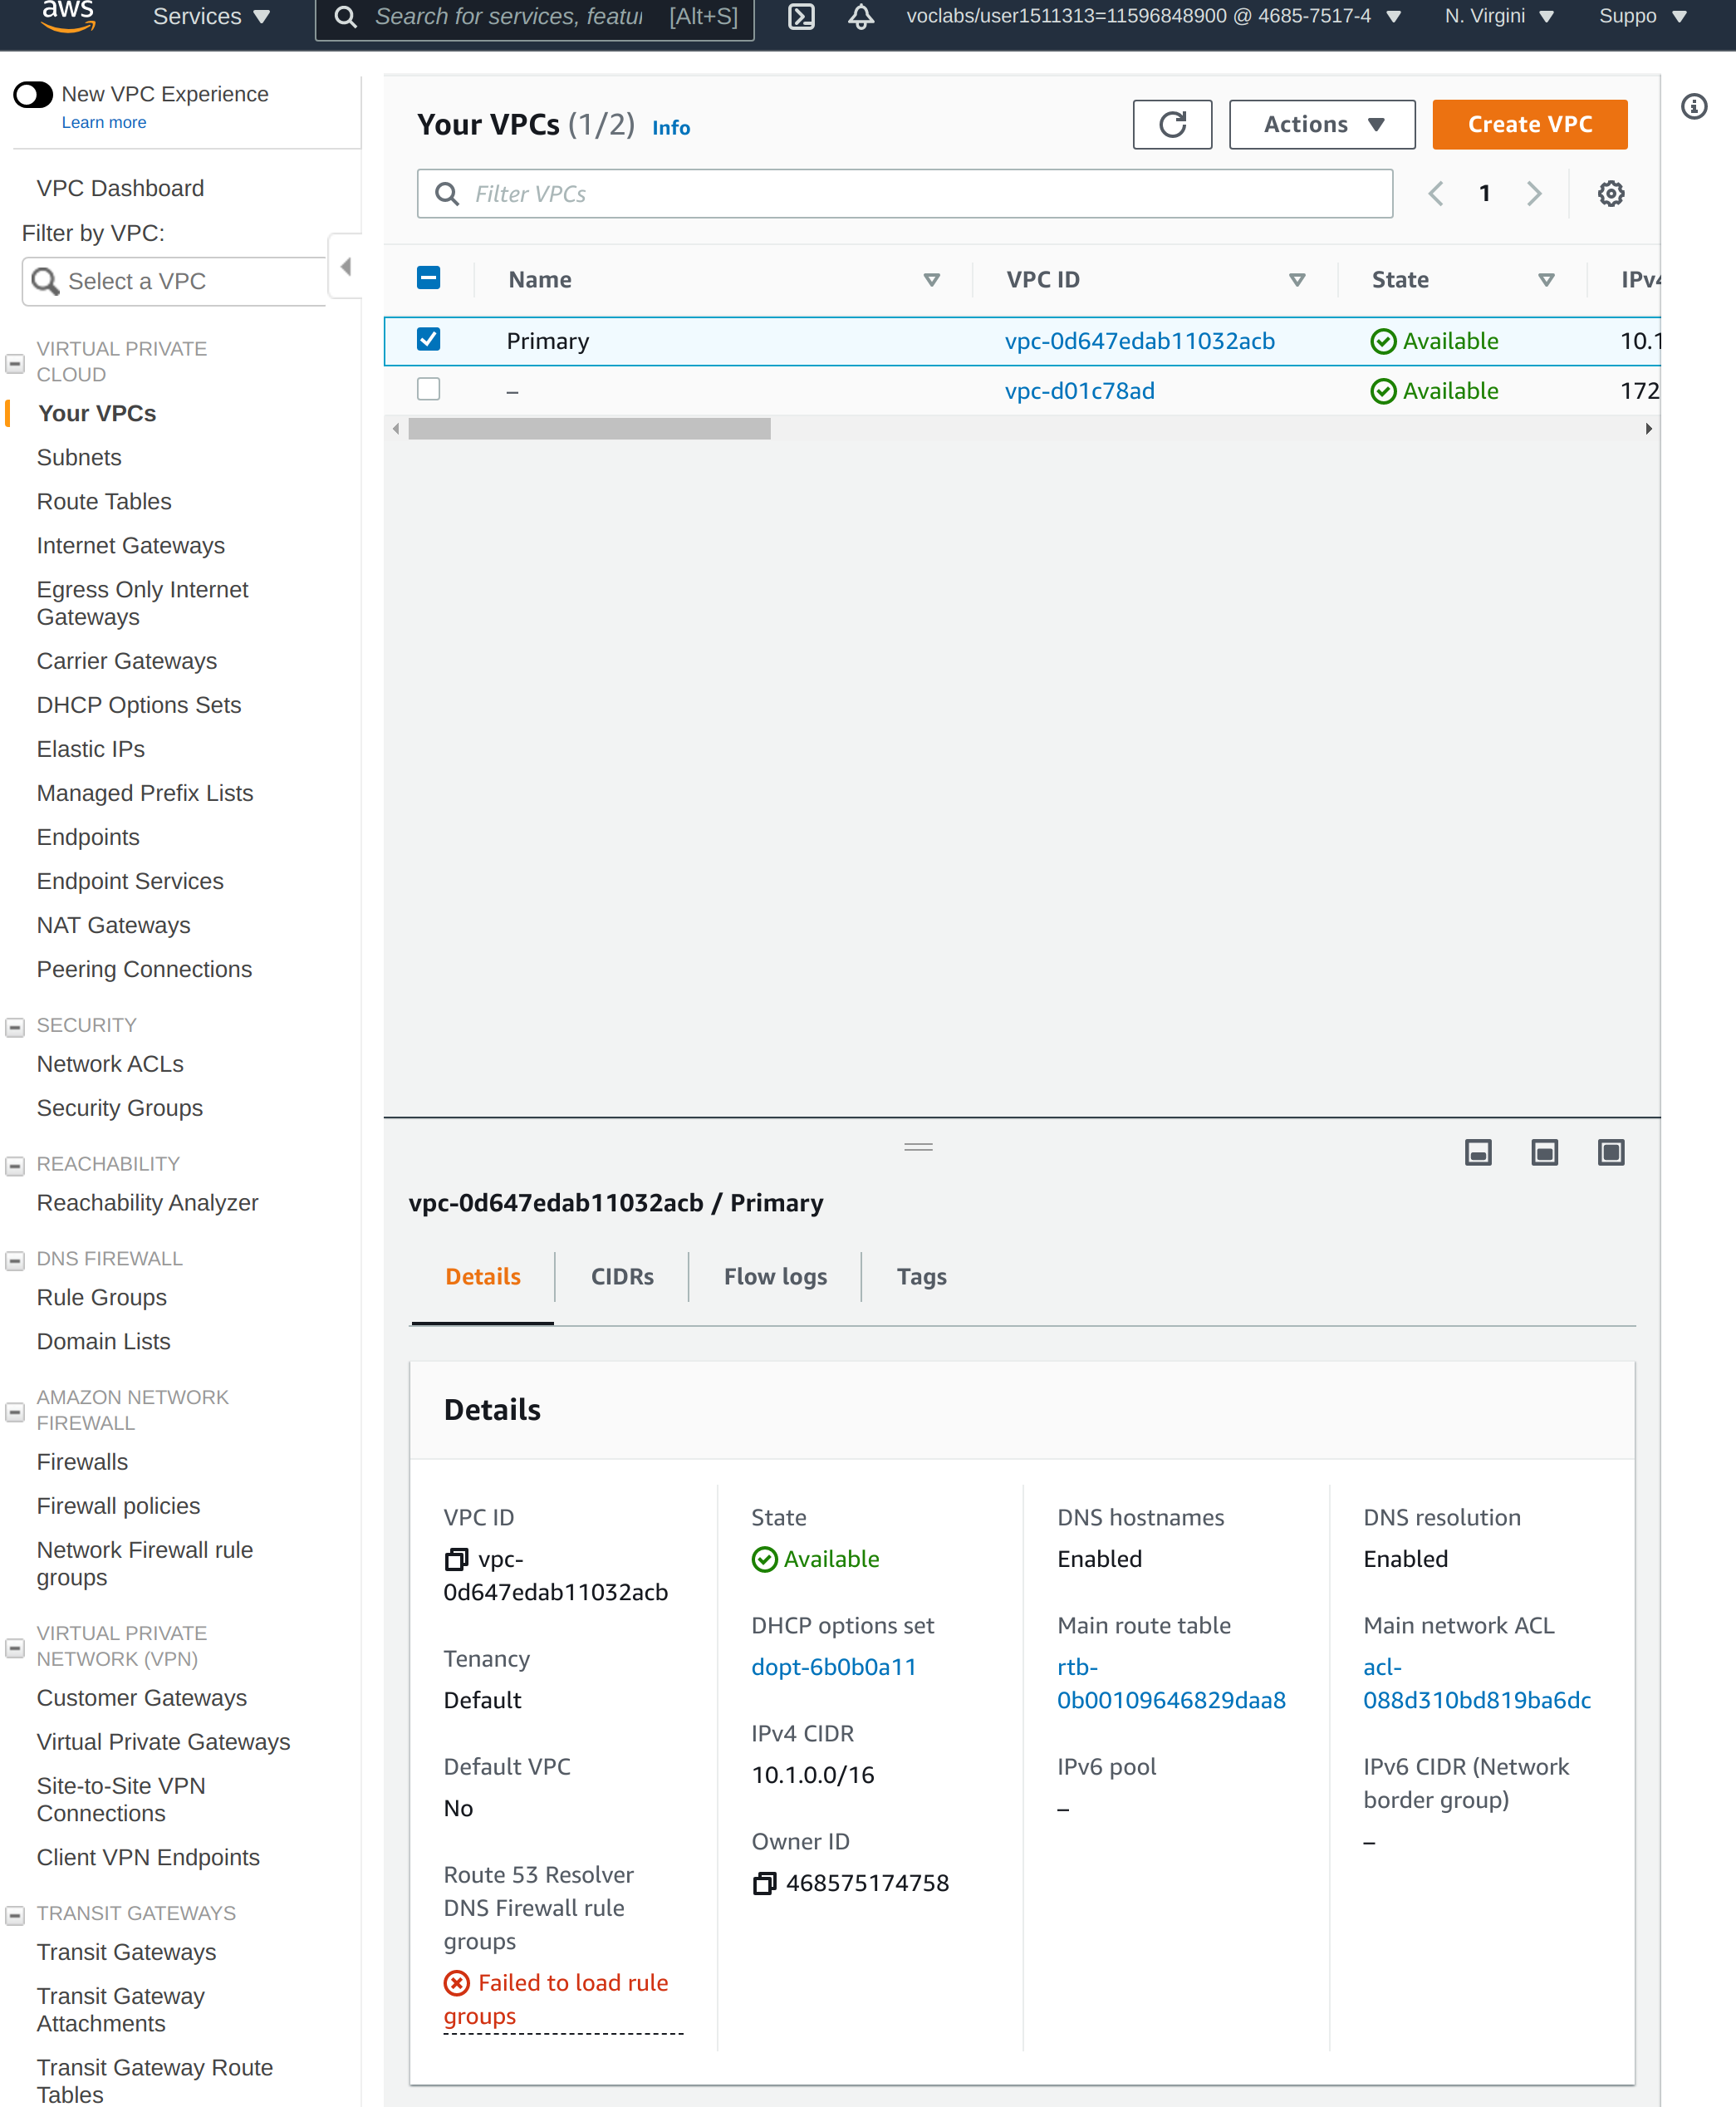 aws
Services
Search for services, featur [Alt+S]
voclabs/user1511313=11596848900 @ 4685-7517-4
N. Virgini
Suppo
New VPC Experience
Learn more
VPC Dashboard
Filter by VPC:
Select a VPC
VIRTUAL PRIVATE
CLOUD
Your VPCs
Subnets
Route Tables
Internet Gateways
Egress Only Internet
Gateways
Carrier Gateways
DHCP Options Sets
Elastic IPs
Managed Prefix Lists
Endpoints
Endpoint Services
NAT Gateways
Peering Connections
SECURITY
Network ACLs
Security Groups
REACHABILITY
Reachability Analyzer
DNS FIREWALL
Rule Groups
Domain Lists
AMAZON NETWORK
FIREWALL
Firewalls
Firewall policies
Network Firewall rule
groups
VIRTUAL PRIVATE
NETWORK (VPN)
Customer Gateways
Virtual Private Gateways
Site-to-Site VPN
Connections
Client VPN Endpoints
TRANSIT GATEWAYS
Transit Gateways
Transit Gateway
Attachments
Transit Gateway Route
Tables
Your VPCs (1/2) Info
Actions
Create VPC
Filter VPCs
1
Name VPC ID State IPv4
Primary vpc-0d647edab11032acb Available 10.1
– vpc-d01c78ad Available 172
vpc-0d647edab11032acb / Primary
Details CIDRs Flow logs Tags
Details
VPC ID
vpc-
0d647edab11032acb
Tenancy
Default
Default VPC
No
Route 53 Resolver
DNS Firewall rule
groups
Failed to load rule
groups
State
Available
DHCP options set
dopt-6b0b0a11
IPv4 CIDR
10.1.0.0/16
Owner ID
468575174758
DNS hostnames
Enabled
Main route table
rtb-
0b00109646829daa8
IPv6 pool
–
DNS resolution
Enabled
Main network ACL
acl-
088d310bd819ba6dc
IPv6 CIDR (Network
border group)
–